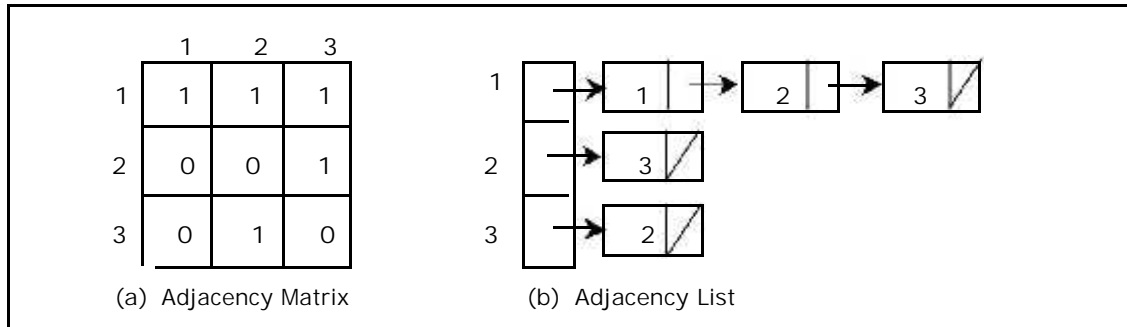 1 2 3
1 1 1 1
2 0 0 1
3 0 1 0
(a) Adjacency Matrix
1 1 2 3
2 3
3 2
(b) Adjacency List